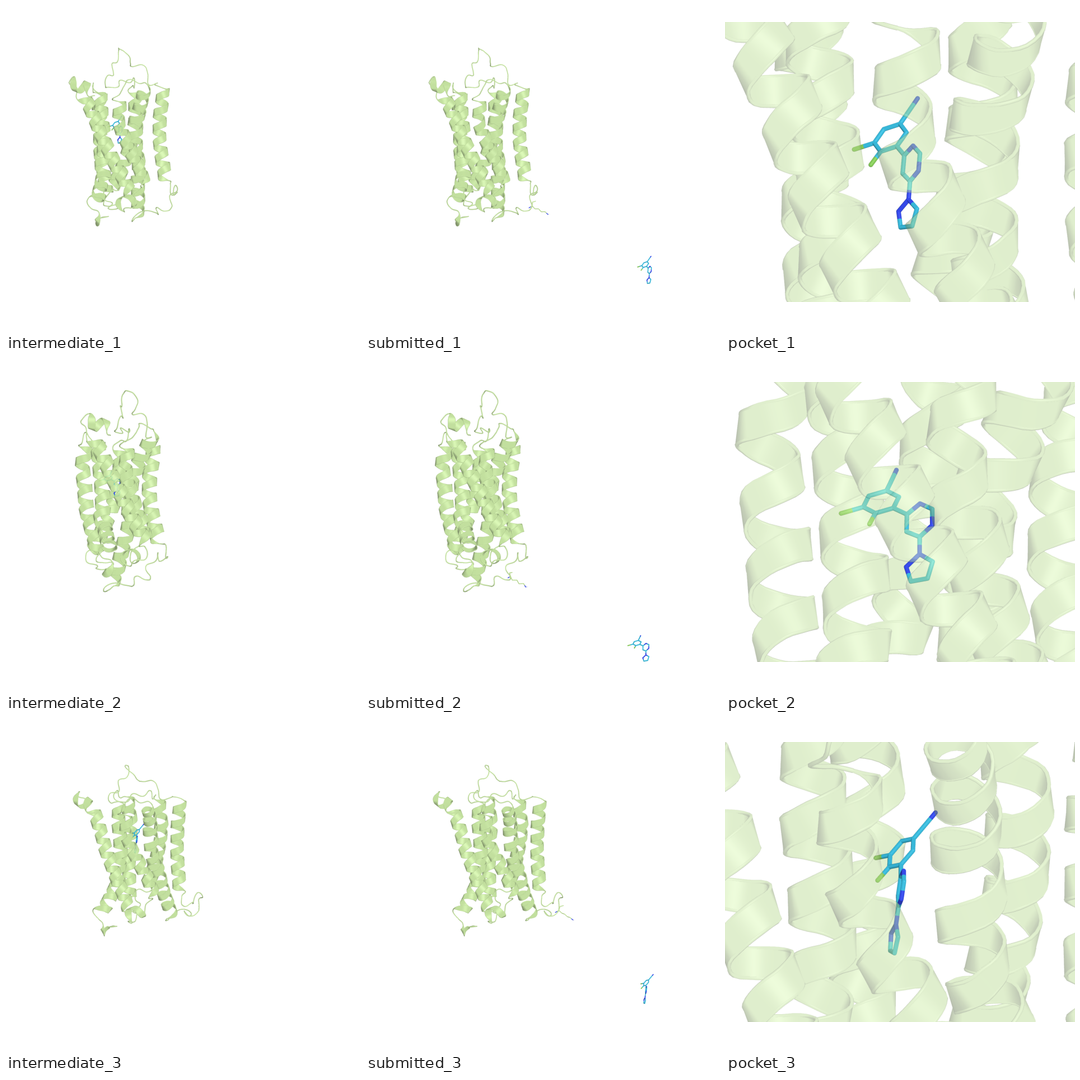 intermediate_1
submitted_1
pocket_1
intermediate_2
submitted_2
pocket_2
intermediate_3
submitted_3
pocket_3